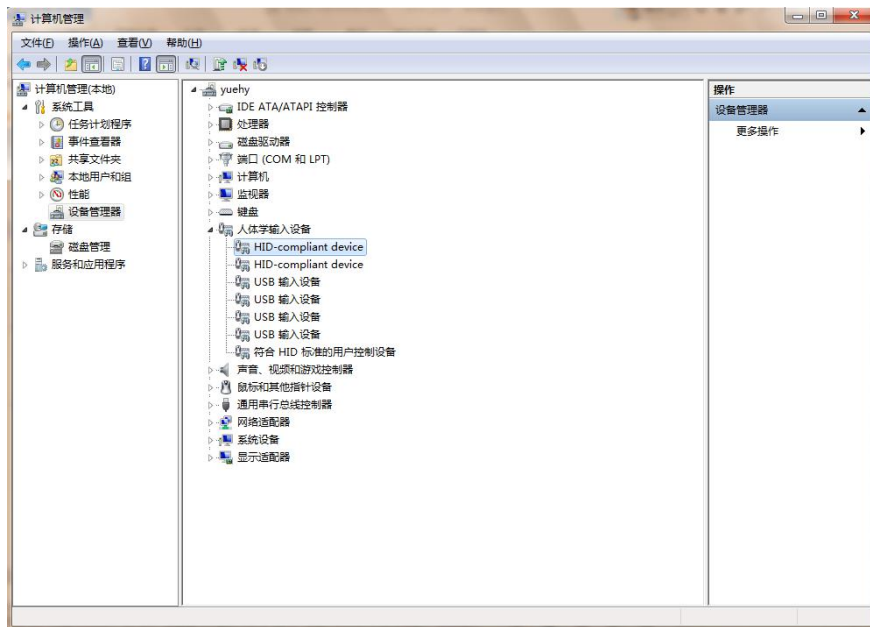 计算机管理
文件(F) 操作(A) 查看(V) 帮助(H)
计算机管理(本地)
系统工具
任务计划程序
事件查看器
共享文件夹
本地用户和组
性能
设备管理器
存储
磁盘管理
服务和应用程序
yuehy
IDE ATA/ATAPI 控制器
处理器
磁盘驱动器
端口 (COM 和 LPT)
计算机
监视器
键盘
人体学输入设备
HID-compliant device
HID-compliant device
USB 输入设备
USB 输入设备
USB 输入设备
USB 输入设备
符合 HID 标准的用户控制设备
声音、视频和游戏控制器
鼠标和其他指针设备
通用串行总线控制器
网络适配器
系统设备
显示适配器
操作
设备管理器
更多操作